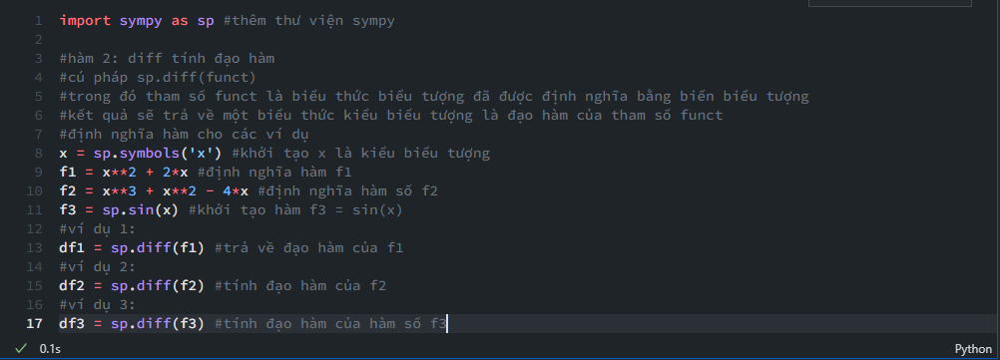 1 import sympy as sp #thêm thư viện sympy
2
3 #hàm 2: diff tính đạo hàm
4 #cú pháp sp.diff(funct)
5 #trong đó tham số funct là biểu thức biểu tượng đã được định nghĩa bằng biến biểu tượng
6 #kết quả sẽ trả về một biểu thức kiểu biểu tượng là đạo hàm của tham số funct
7 #định nghĩa hàm cho các ví dụ
8 x = sp.symbols('x') #khởi tạo x là kiểu biểu tượng
9 f1 = x**2 + 2*x #định nghĩa hàm f1
10 f2 = x**3 + x**2 - 4*x #định nghĩa hàm số f2
11 f3 = sp.sin(x) #khởi tạo hàm f3 = sin(x)
12 #ví dụ 1:
13 df1 = sp.diff(f1) #trả về đạo hàm của f1
14 #ví dụ 2:
15 df2 = sp.diff(f2) #tính đạo hàm của f2
16 #ví dụ 3:
17 df3 = sp.diff(f3) #tính đạo hàm của hàm số f3
0.1s Python